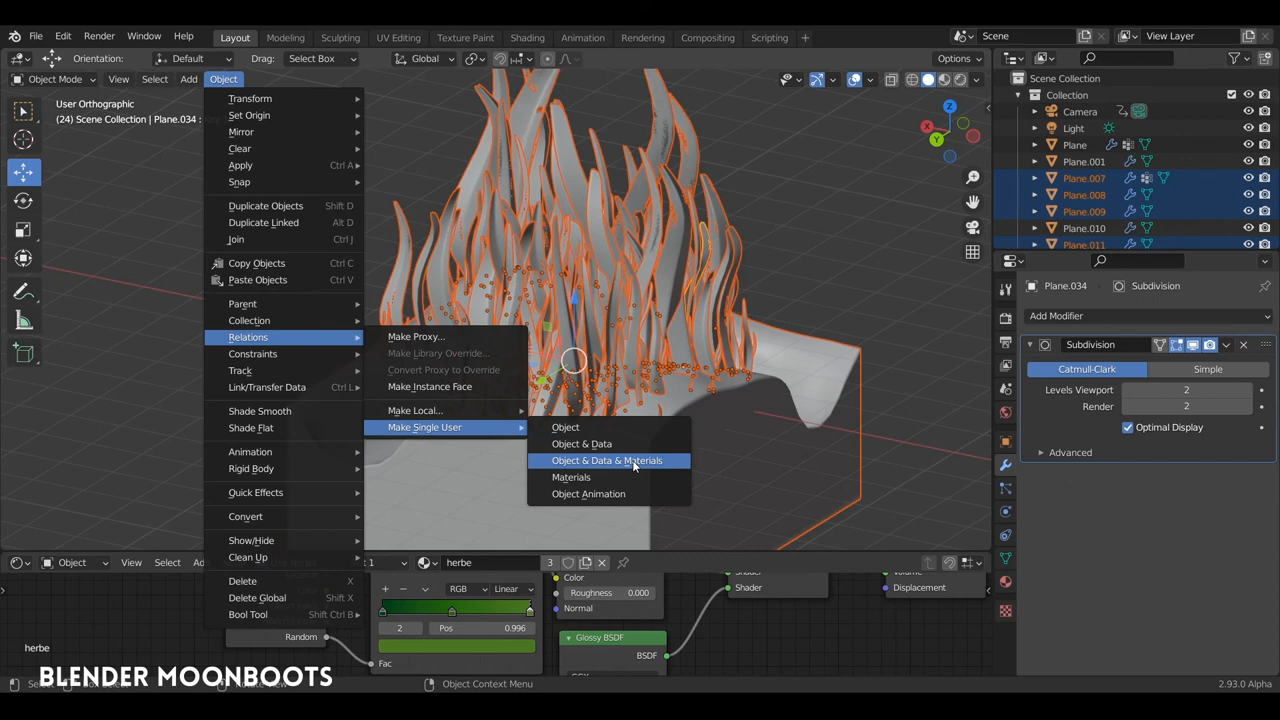 File Edit Render Window Help Layout Modeling Sculpting UV Editing Texture Paint Shading Animation Rendering Compositing Scripting + Scene View Layer
Orientation: Default Drag: Select Box Global Options
Object Mode View Select Add Object
User Orthographic
(24) Scene Collection | Plane.034 :
Transform
Set Origin
Mirror
Clear
Apply Ctrl A
Snap
Duplicate Objects Shift D
Duplicate Linked Alt D
Join Ctrl J
Copy Objects Ctrl C
Paste Objects Ctrl V
Parent
Collection
Relations
Constraints
Track
Link/Transfer Data Ctrl L
Shade Smooth
Shade Flat
Animation
Rigid Body
Quick Effects
Convert
Show/Hide
Clean Up
Delete X
Delete Global Shift X
Bool Tool Shift Ctrl B
Make Proxy...
Make Library Override...
Convert Proxy to Override
Make Instance Face
Make Local...
Make Single User
Object
Object & Data
Object & Data & Materials
Materials
Object Animation
Z
X
Y
Scene Collection
Collection
Camera
Light
Plane
Plane.001
Plane.007
Plane.008
Plane.009
Plane.010
Plane.011
Plane.034 Subdivision
Add Modifier
Subdivision
Catmull-Clark Simple
Levels Viewport 2
Render 2
Optimal Display
Advanced
Object View Select 1 herbe 3
RGB Linear
2 Pos 0.996
Random
Fac
Color
Roughness 0.000
Normal
Glossy BSDF
BSDF
Shader
Displacement
herbe
BLENDER MOONBOOTS
Object Context Menu
2.93.0 Alpha